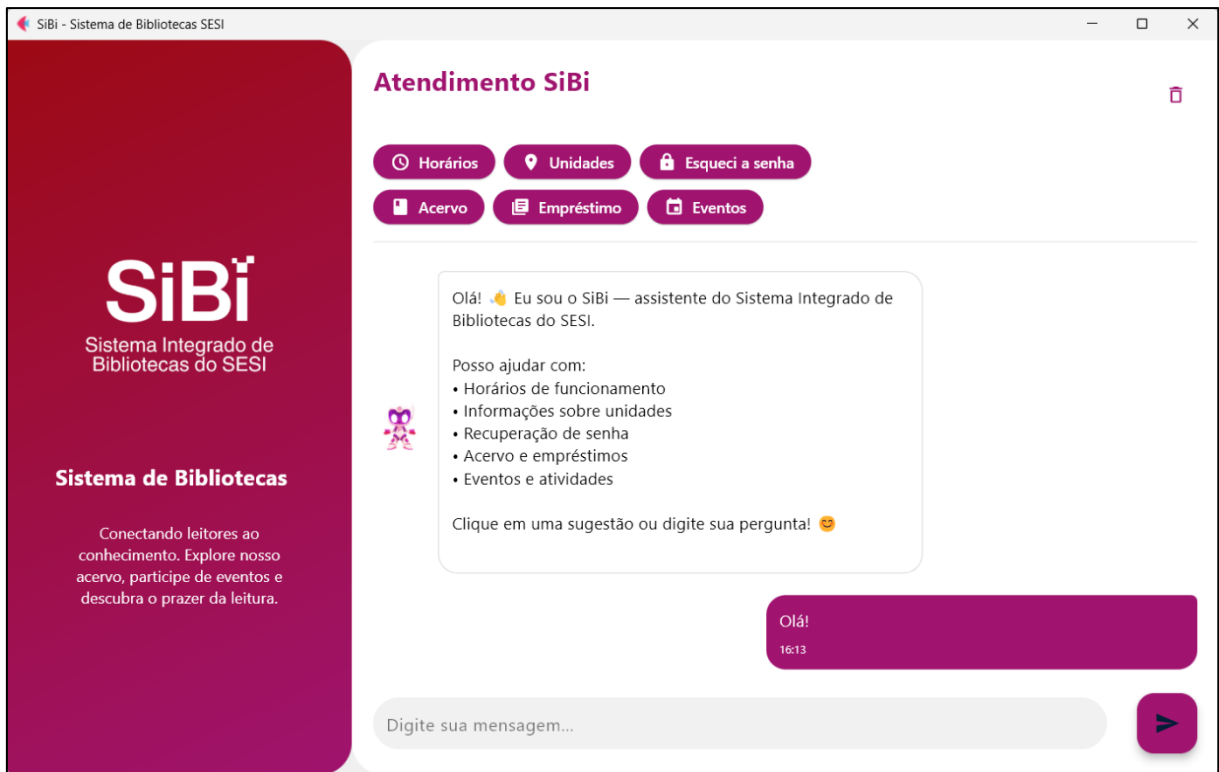 SiBi - Sistema de Bibliotecas SESI
SiBi
Sistema Integrado de
Bibliotecas do SESI
Sistema de Bibliotecas
Conectando leitores ao
conhecimento. Explore nosso
acervo, participe de eventos e
descubra o prazer da leitura.
Atendimento SiBi
Horários Unidades Esqueci a senha
Acervo Empréstimo Eventos
Olá! 👋 Eu sou o SiBi — assistente do Sistema Integrado de
Bibliotecas do SESI.
Posso ajudar com:
• Horários de funcionamento
• Informações sobre unidades
• Recuperação de senha
• Acervo e empréstimos
• Eventos e atividades
Clique em uma sugestão ou digite sua pergunta! 😊
Olá!
16:13
Digite sua mensagem...